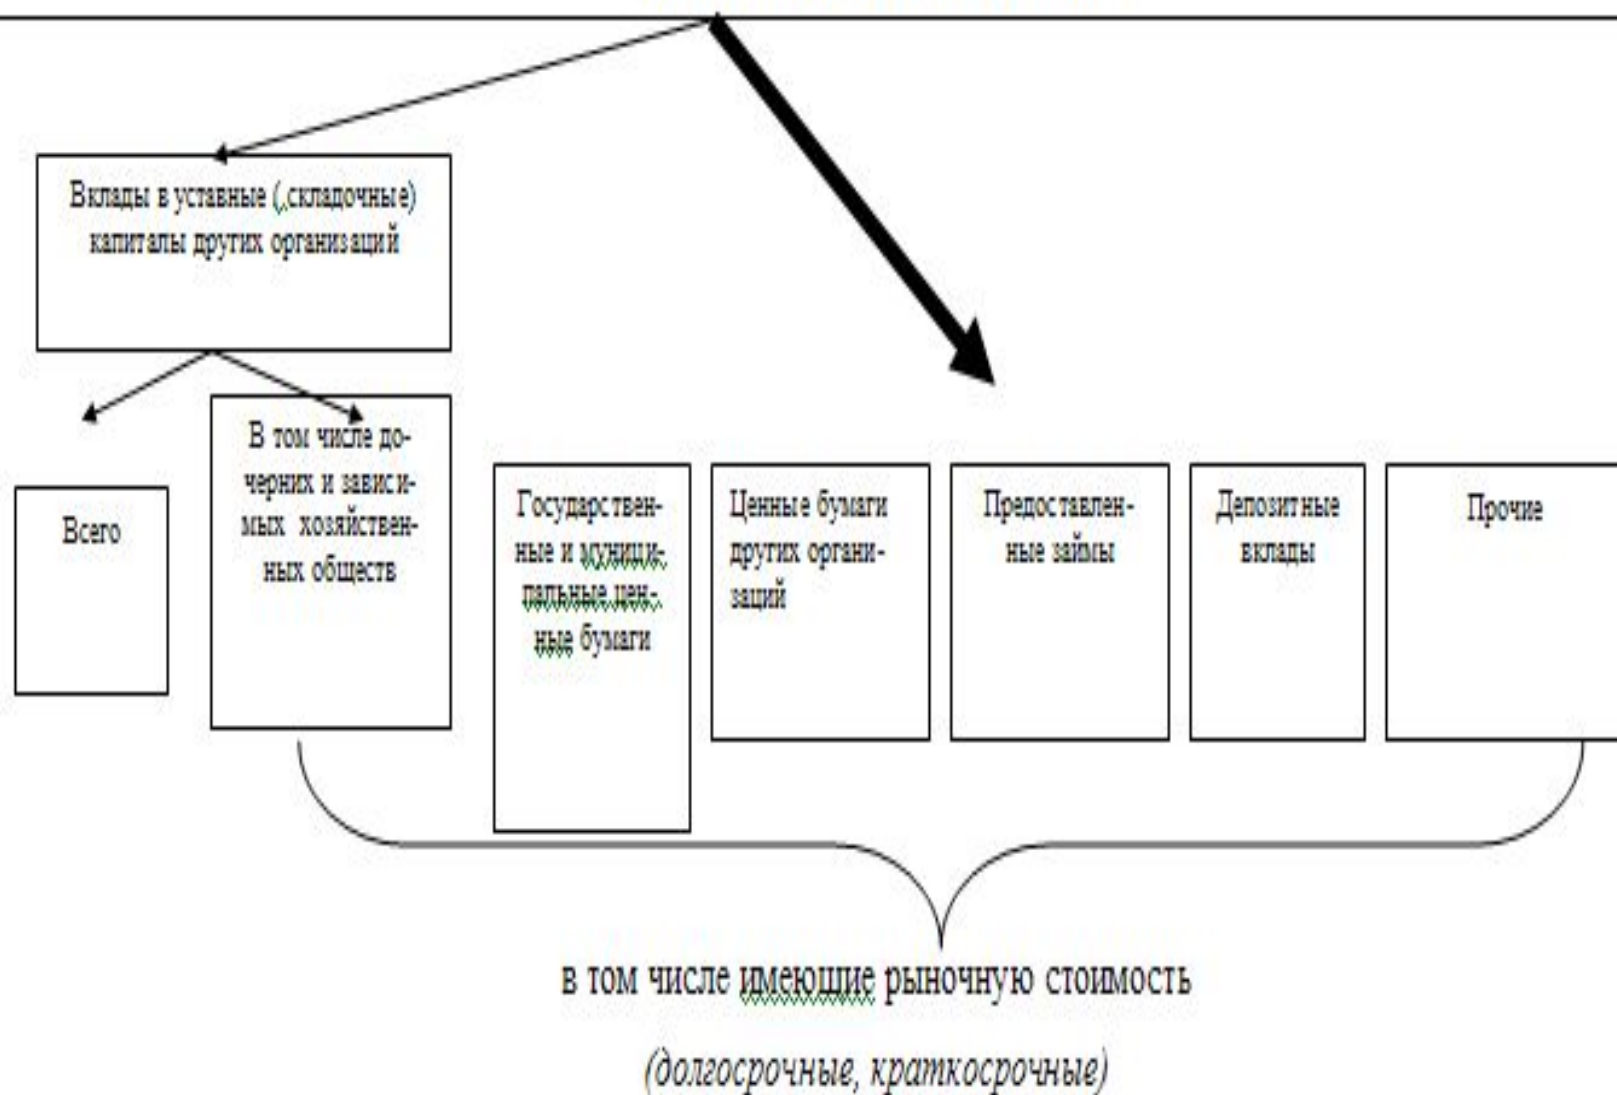 Вклады в уставные (,складочные)
капиталы других организаций
Всего
В том числе до-
черних и зависи-
мых хозяйствен-
ных обществ
Государствен-
ные и муници-
пальные цен-
ные бумаги
Ценные бумаги
других органи-
заций
Предоставлен-
ные займы
Депозитные
вклады
Прочие
в том числе имеющие рыночную стоимость
(долгосрочные, краткосрочные)